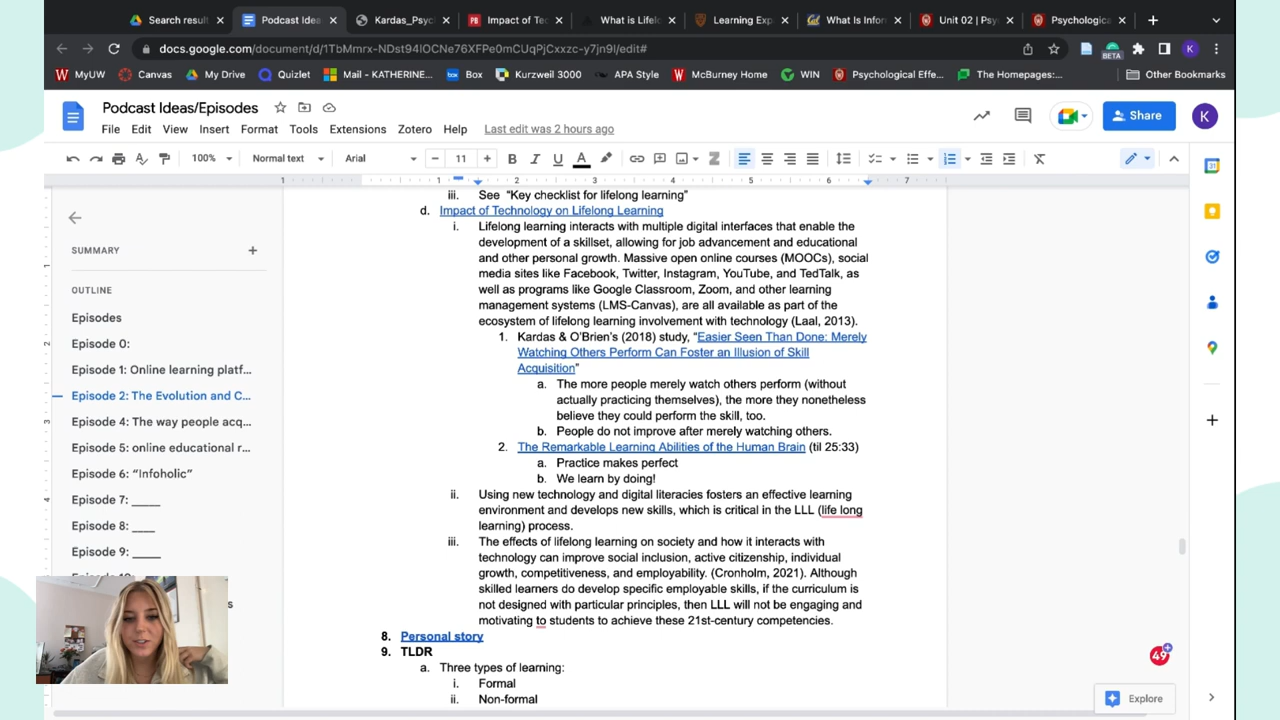 Search result
Podcast Idea
Kardas_Psyc
Impact of Tec
What is Lifelo
Learning Exp
What Is Infor
Unit 02 | Psy
Psychologica
docs.google.com/document/d/1TbMmrx-NDst94IOCNe76XFPe0mCUqPjCxxzc-y7jn9I/edit#
BETA
K
MyUW
Canvas
My Drive
Quizlet
Mail - KATHERINE...
Box
Kurzweil 3000
APA Style
McBurney Home
WIN
Psychological Effe...
The Homepages:...
Other Bookmarks
Podcast Ideas/Episodes
Share
K
File Edit View Insert Format Tools Extensions Zotero Help Last edit was 2 hours ago
100% Normal text Arial 11 B I U A
1 1 2 3 4 5 6 7
SUMMARY
OUTLINE
Episodes
Episode 0:
Episode 1: Online learning platf...
Episode 2: The Evolution and C...
Episode 4: The way people acq...
Episode 5: online educational r...
Episode 6: “Infoholic”
Episode 7: _____
Episode 8: ____
Episode 9: _____
iii. See “Key checklist for lifelong learning”
d. Impact of Technology on Lifelong Learning
i. Lifelong learning interacts with multiple digital interfaces that enable the
development of a skillset, allowing for job advancement and educational
and other personal growth. Massive open online courses (MOOCs), social
media sites like Facebook, Twitter, Instagram, YouTube, and TedTalk, as
well as programs like Google Classroom, Zoom, and other learning
management systems (LMS-Canvas), are all available as part of the
ecosystem of lifelong learning involvement with technology (Laal, 2013).
1. Kardas & O’Brien’s (2018) study, “Easier Seen Than Done: Merely
Watching Others Perform Can Foster an Illusion of Skill
Acquisition”
a. The more people merely watch others perform (without
actually practicing themselves), the more they nonetheless
believe they could perform the skill, too.
b. People do not improve after merely watching others.
2. The Remarkable Learning Abilities of the Human Brain (til 25:33)
a. Practice makes perfect
b. We learn by doing!
ii. Using new technology and digital literacies fosters an effective learning
environment and develops new skills, which is critical in the LLL (life long
learning) process.
iii. The effects of lifelong learning on society and how it interacts with
technology can improve social inclusion, active citizenship, individual
growth, competitiveness, and employability. (Cronholm, 2021). Although
skilled learners do develop specific employable skills, if the curriculum is
not designed with particular principles, then LLL will not be engaging and
motivating to students to achieve these 21st-century competencies.
8. Personal story
9. TLDR
a. Three types of learning:
i. Formal
ii. Non-formal
49
Explore